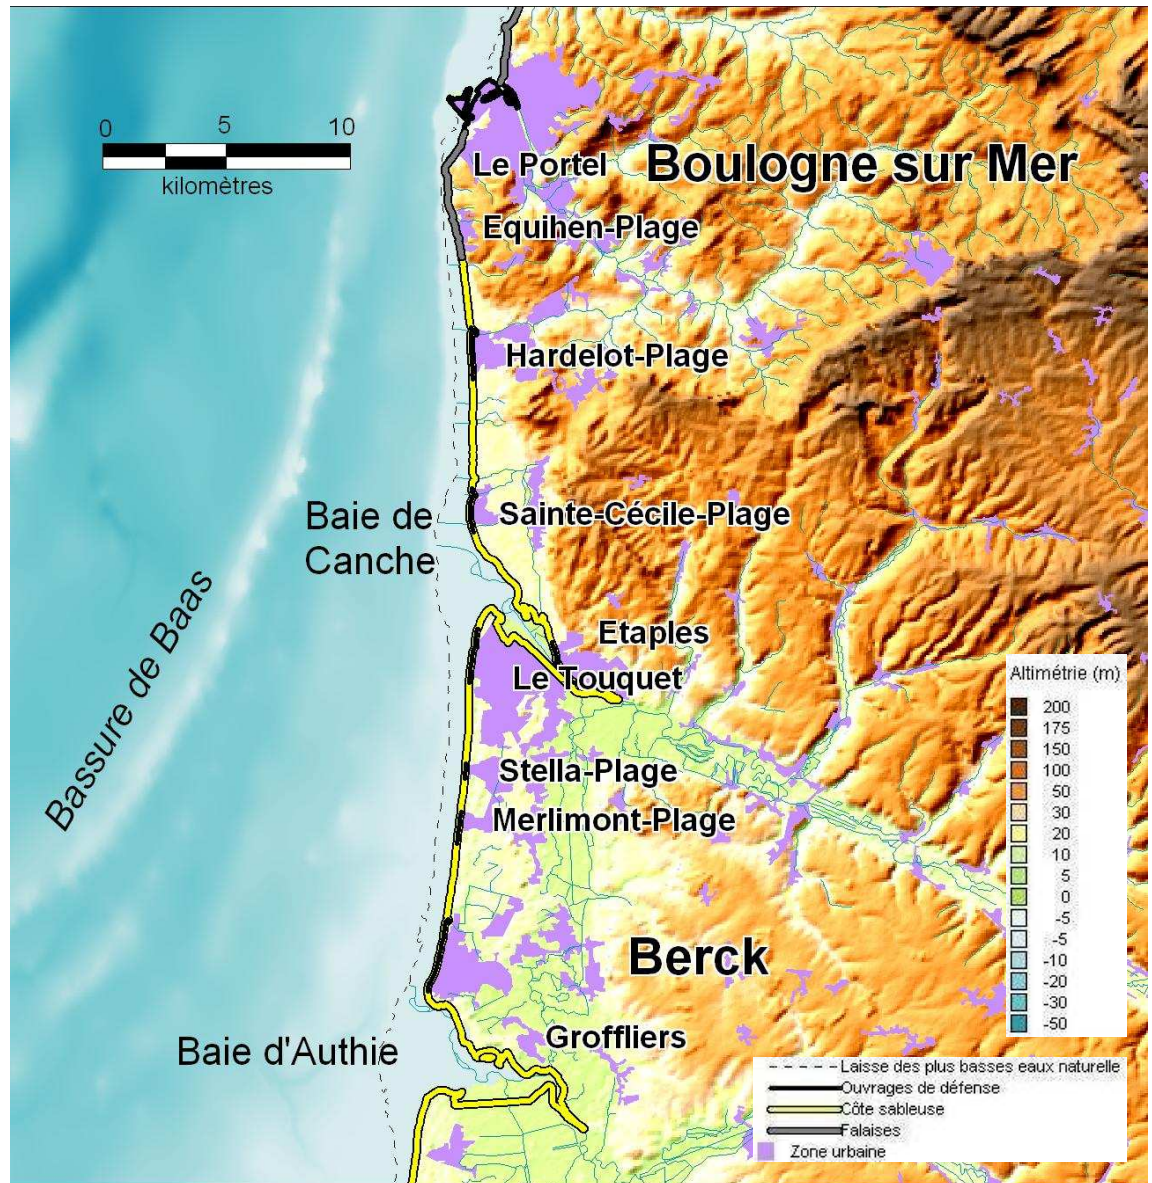 0
5
10
kilomètres
Le Portel
Boulogne sur Mer
Equihen-Plage
Hardelot-Plage
Baie de
Canche
Sainte-Cécile-Plage
Bassure de Baas
Etaples
Le Touquet
Stella-Plage
Merlimont-Plage
Berck
Groffliers
Baie d'Authie
Altimétrie (m)
200
175
150
100
50
30
20
10
5
0
-5
-5
-10
-20
-30
-50
Laisse des plus basses eaux naturelle
Ouvrages de défense
Côte sableuse
Falaises
Zone urbaine